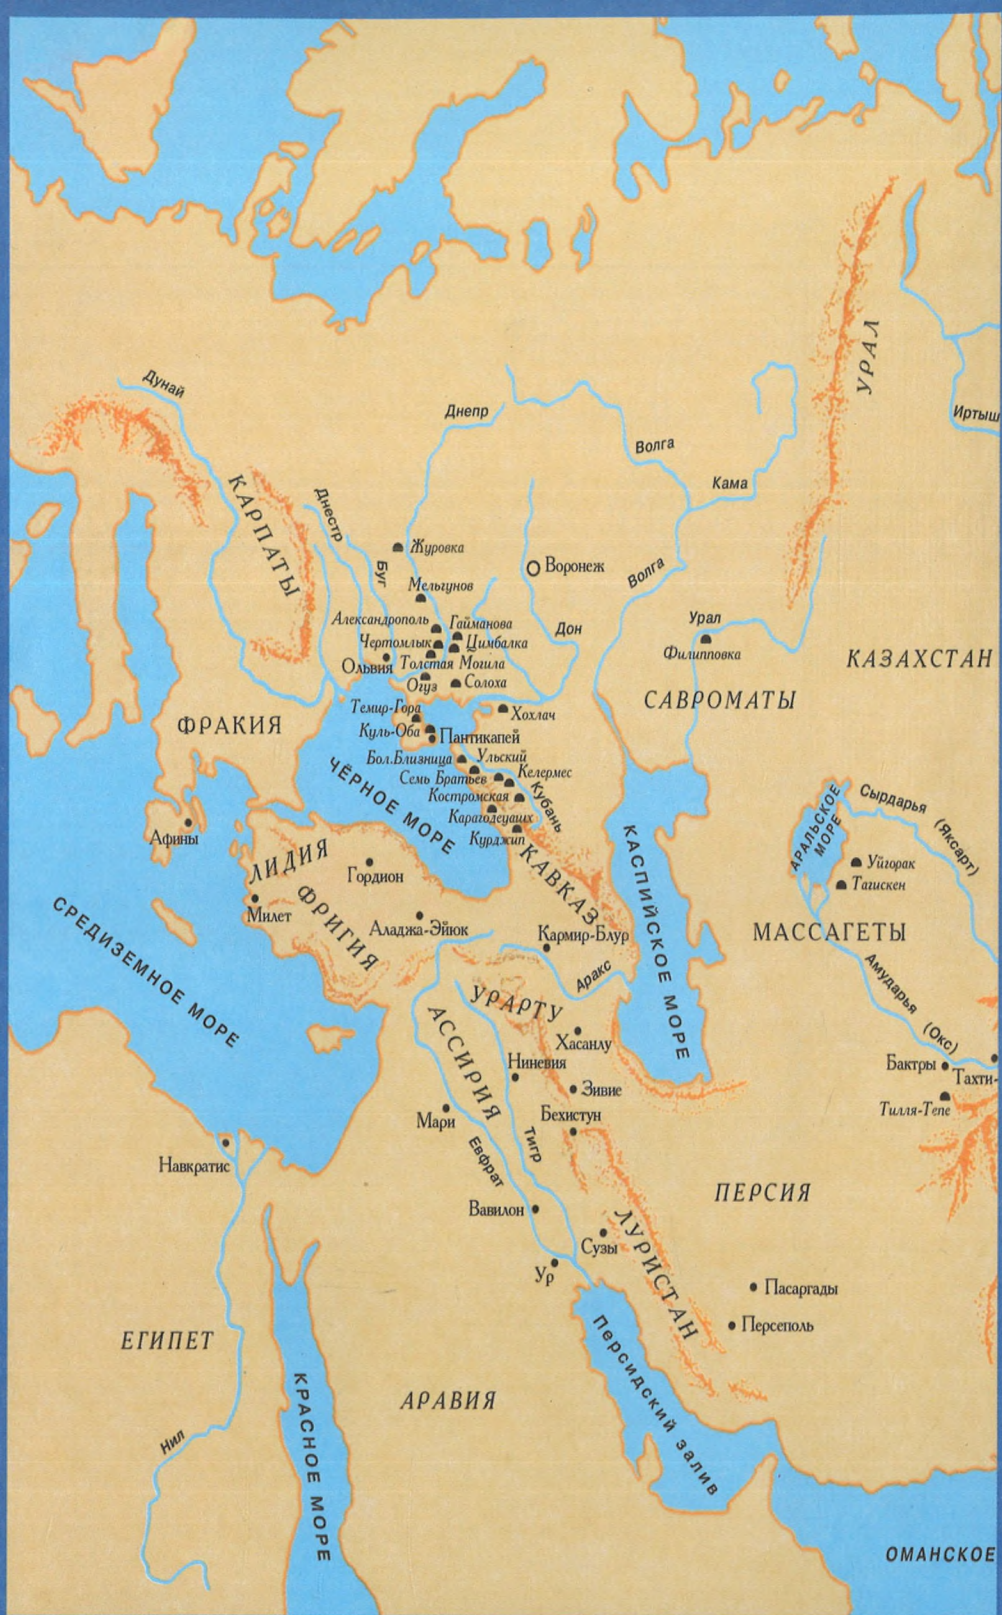 УРАЛ
Дунай
Днепр
Иртыш
Волга
Кама
КАРПАТЫ
Днестр
Журовка
Буг
Воронеж
Волга
Мельгунов
Александрополь
Гайманова
Чертомлык
Цимбалка
Дон
Урал
Филипповка
Ольвия
Толстая Могила
КАЗАХСТАН
Огуз
Солоха
САВРОМАТЫ
Темир-Гора
Хохлач
ФРАКИЯ
Куль-Оба
Пантикапей
Бол.Близница
Ульский
Семь Братьев
Келермес
ЧЁРНОЕ МОРЕ
Костромская
Кубань
Карагодеуашх
Курджип
АРАЛЬСКОЕ
МОРЕ
Сырдарья (Яксарт)
Афины
ЛИДИЯ
Гордион
КАВКАЗ
КАСПИЙСКОЕ МОРЕ
Уйгорак
Тагискен
Милет
ФРИГИЯ
Аладжа-Эйюк
Кармир-Блур
МАССАГЕТЫ
СРЕДИЗЕМНОЕ МОРЕ
Аракс
УРАРТУ
Амударья (Окс)
АССИРИЯ
Хасанлу
Ниневия
Бактры
Тахти-
Зивие
Тилля-Тепе
Мари
Бехистун
Навкратис
Евфрат
Тигр
ПЕРСИЯ
Вавилон
ЛУРИСТАН
Сузы
Ур
Пасаргады
Персеполь
ЕГИПЕТ
АРАВИЯ
Персидский залив
КРАСНОЕ МОРЕ
Нил
ОМАНСКОЕ